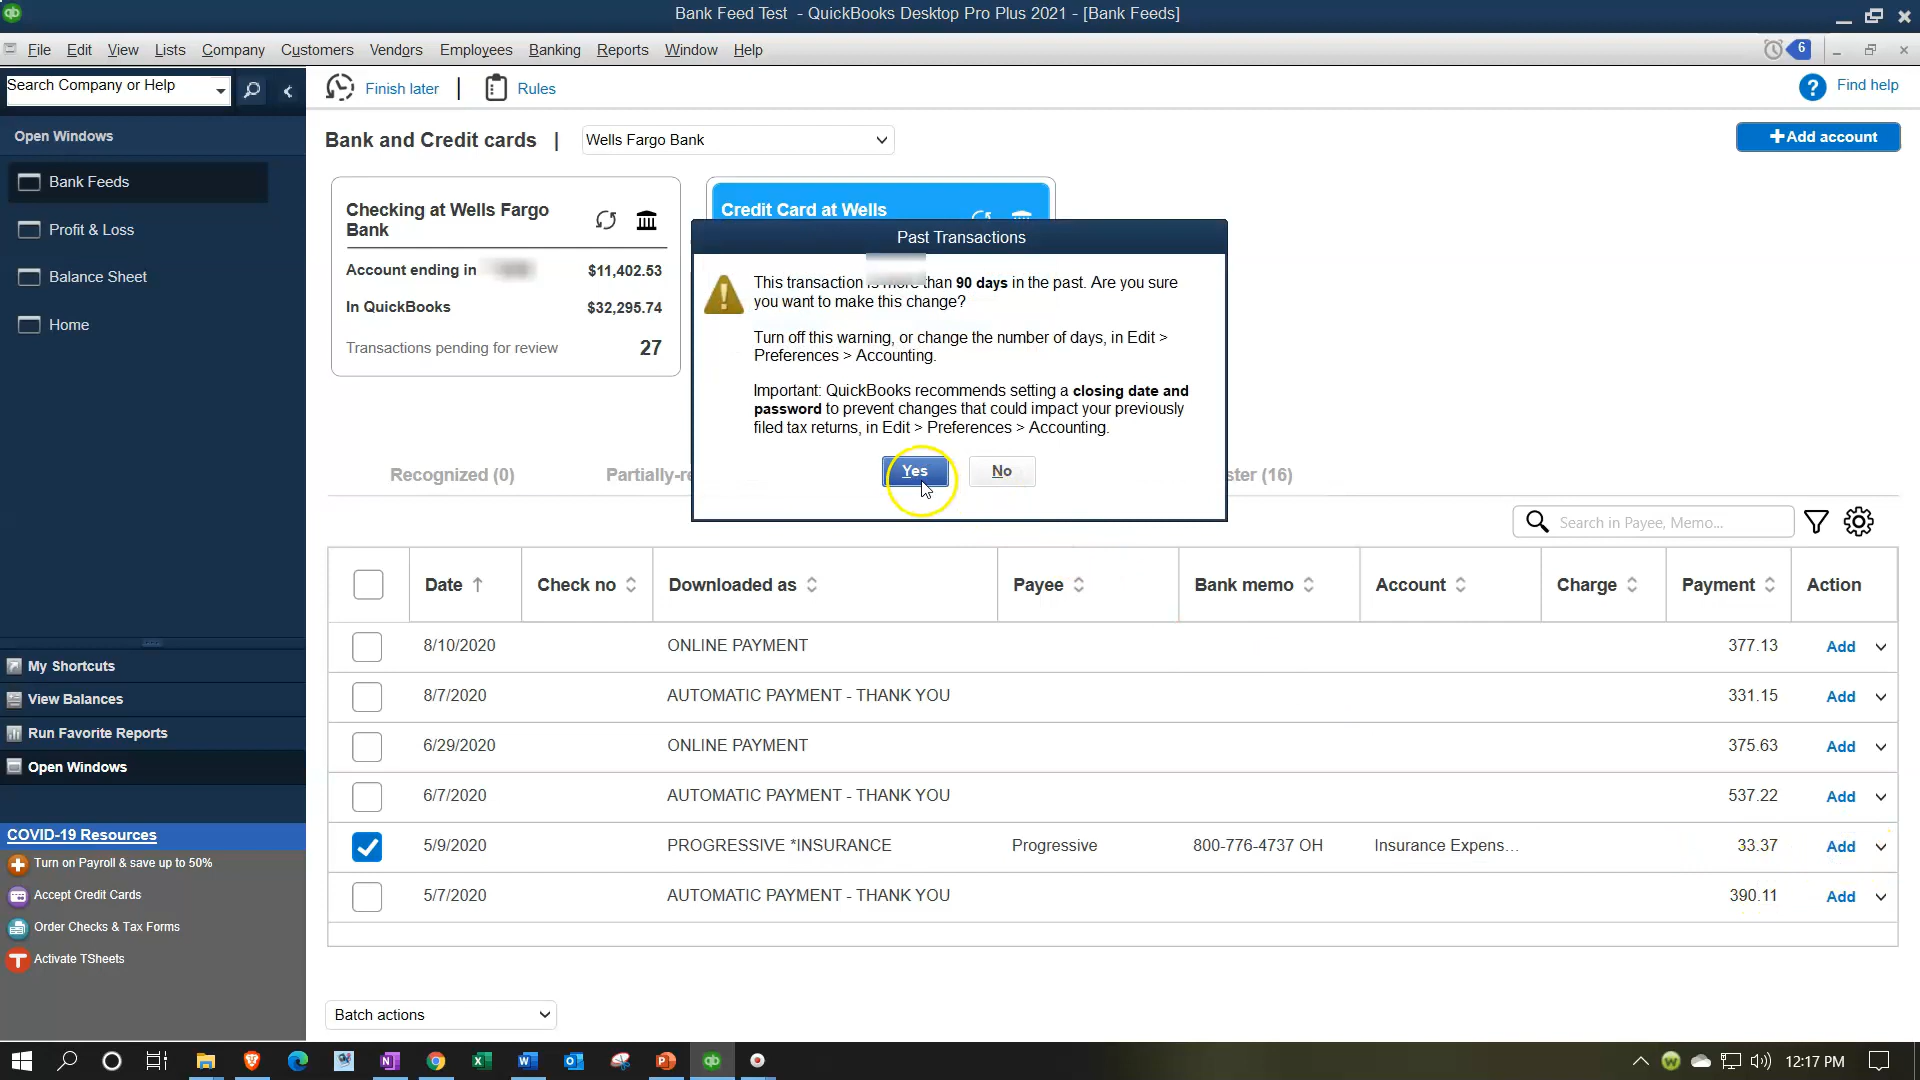 Bank Feed Test - QuickBooks Desktop Pro Plus 2021 - [Bank Feeds]
File Edit View Lists Company Customers Vendors Employees Banking Reports Window Help
6
Search Company or Help
Finish later | Rules
? Find help
Open Windows
Bank Feeds
Profit & Loss
Balance Sheet
Home
My Shortcuts
View Balances
Run Favorite Reports
Open Windows
COVID-19 Resources
Turn on Payroll & save up to 50%
Accept Credit Cards
Order Checks & Tax Forms
Activate TSheets
Bank and Credit cards | Wells Fargo Bank
+Add account
Checking at Wells Fargo
Bank
Account ending in $11,402.53
In QuickBooks $32,295.74
Transactions pending for review 27
Credit Card at Wells
Past Transactions
This transaction is more than 90 days in the past. Are you sure
you want to make this change?
Turn off this warning, or change the number of days, in Edit >
Preferences > Accounting.
Important: QuickBooks recommends setting a closing date and
password to prevent changes that could impact your previously
filed tax returns, in Edit > Preferences > Accounting.
Yes No
Recognized (0) Partially-re ster (16)
Search in Payee, Memo...
Date Check no Downloaded as Payee Bank memo Account Charge Payment Action
8/10/2020 ONLINE PAYMENT 377.13 Add
8/7/2020 AUTOMATIC PAYMENT - THANK YOU 331.15 Add
6/29/2020 ONLINE PAYMENT 375.63 Add
6/7/2020 AUTOMATIC PAYMENT - THANK YOU 537.22 Add
5/9/2020 PROGRESSIVE *INSURANCE Progressive 800-776-4737 OH Insurance Expens... 33.37 Add
5/7/2020 AUTOMATIC PAYMENT - THANK YOU 390.11 Add
Batch actions
12:17 PM